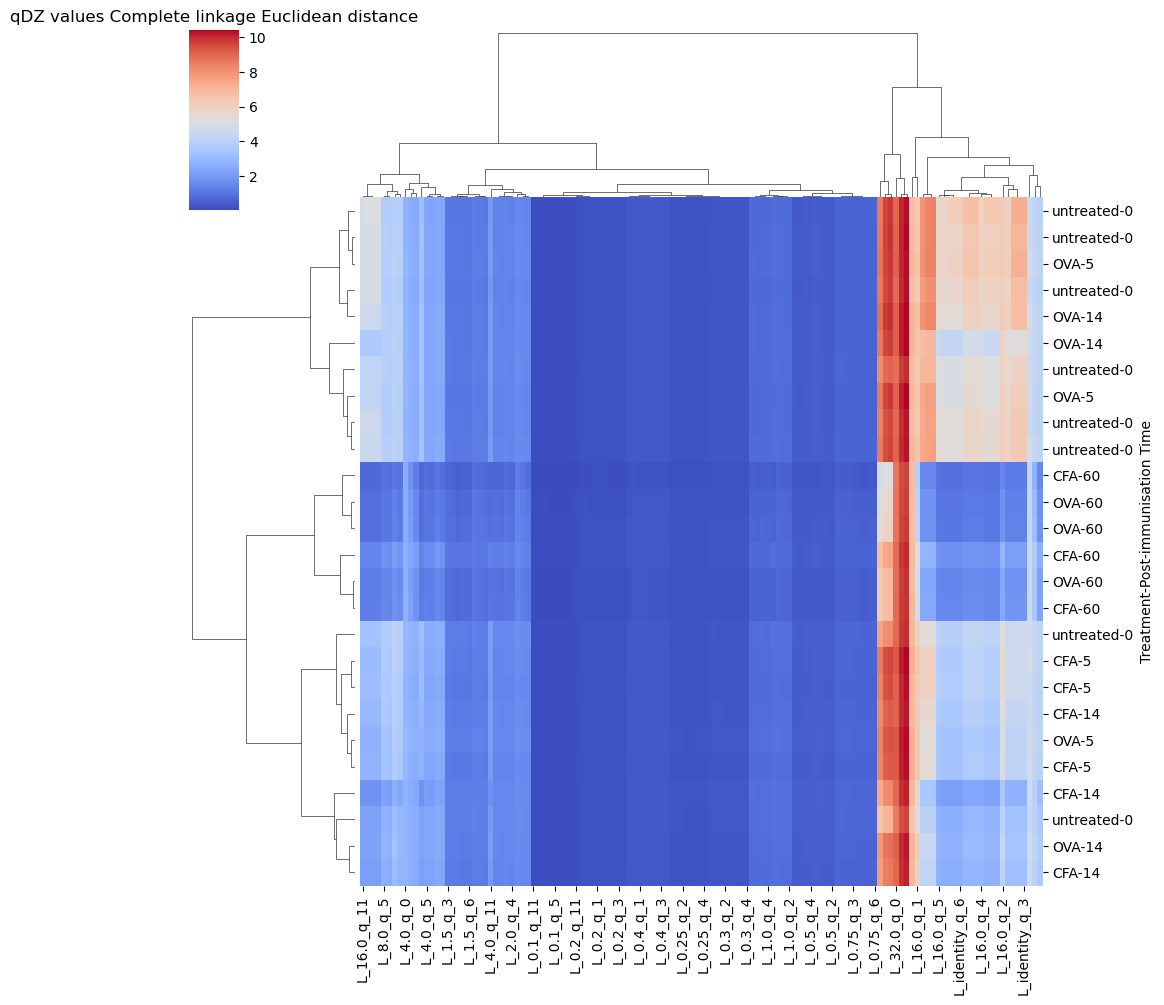 qDZ values Complete linkage Euclidean distance
10
8
6
4
2
untreated-0
untreated-0
OVA-5
untreated-0
OVA-14
OVA-14
untreated-0
OVA-5
untreated-0
untreated-0
CFA-60
OVA-60
OVA-60
CFA-60
OVA-60
CFA-60
untreated-0
CFA-5
CFA-5
CFA-14
OVA-5
CFA-5
CFA-14
untreated-0
OVA-14
CFA-14
Treatment-Post-immunisation Time
L_16.0_q_11
L_8.0_q_5
L_4.0_q_0
L_4.0_q_5
L_1.5_q_3
L_1.5_q_6
L_4.0_q_11
L_2.0_q_4
L_0.1_q_11
L_0.1_q_5
L_0.2_q_11
L_0.2_q_1
L_0.2_q_3
L_0.4_q_1
L_0.4_q_3
L_0.25_q_2
L_0.25_q_4
L_0.3_q_2
L_0.3_q_4
L_1.0_q_4
L_1.0_q_2
L_0.5_q_4
L_0.5_q_2
L_0.75_q_3
L_0.75_q_6
L_32.0_q_0
L_16.0_q_1
L_16.0_q_5
L_identity_q_6
L_16.0_q_4
L_16.0_q_2
L_identity_q_3